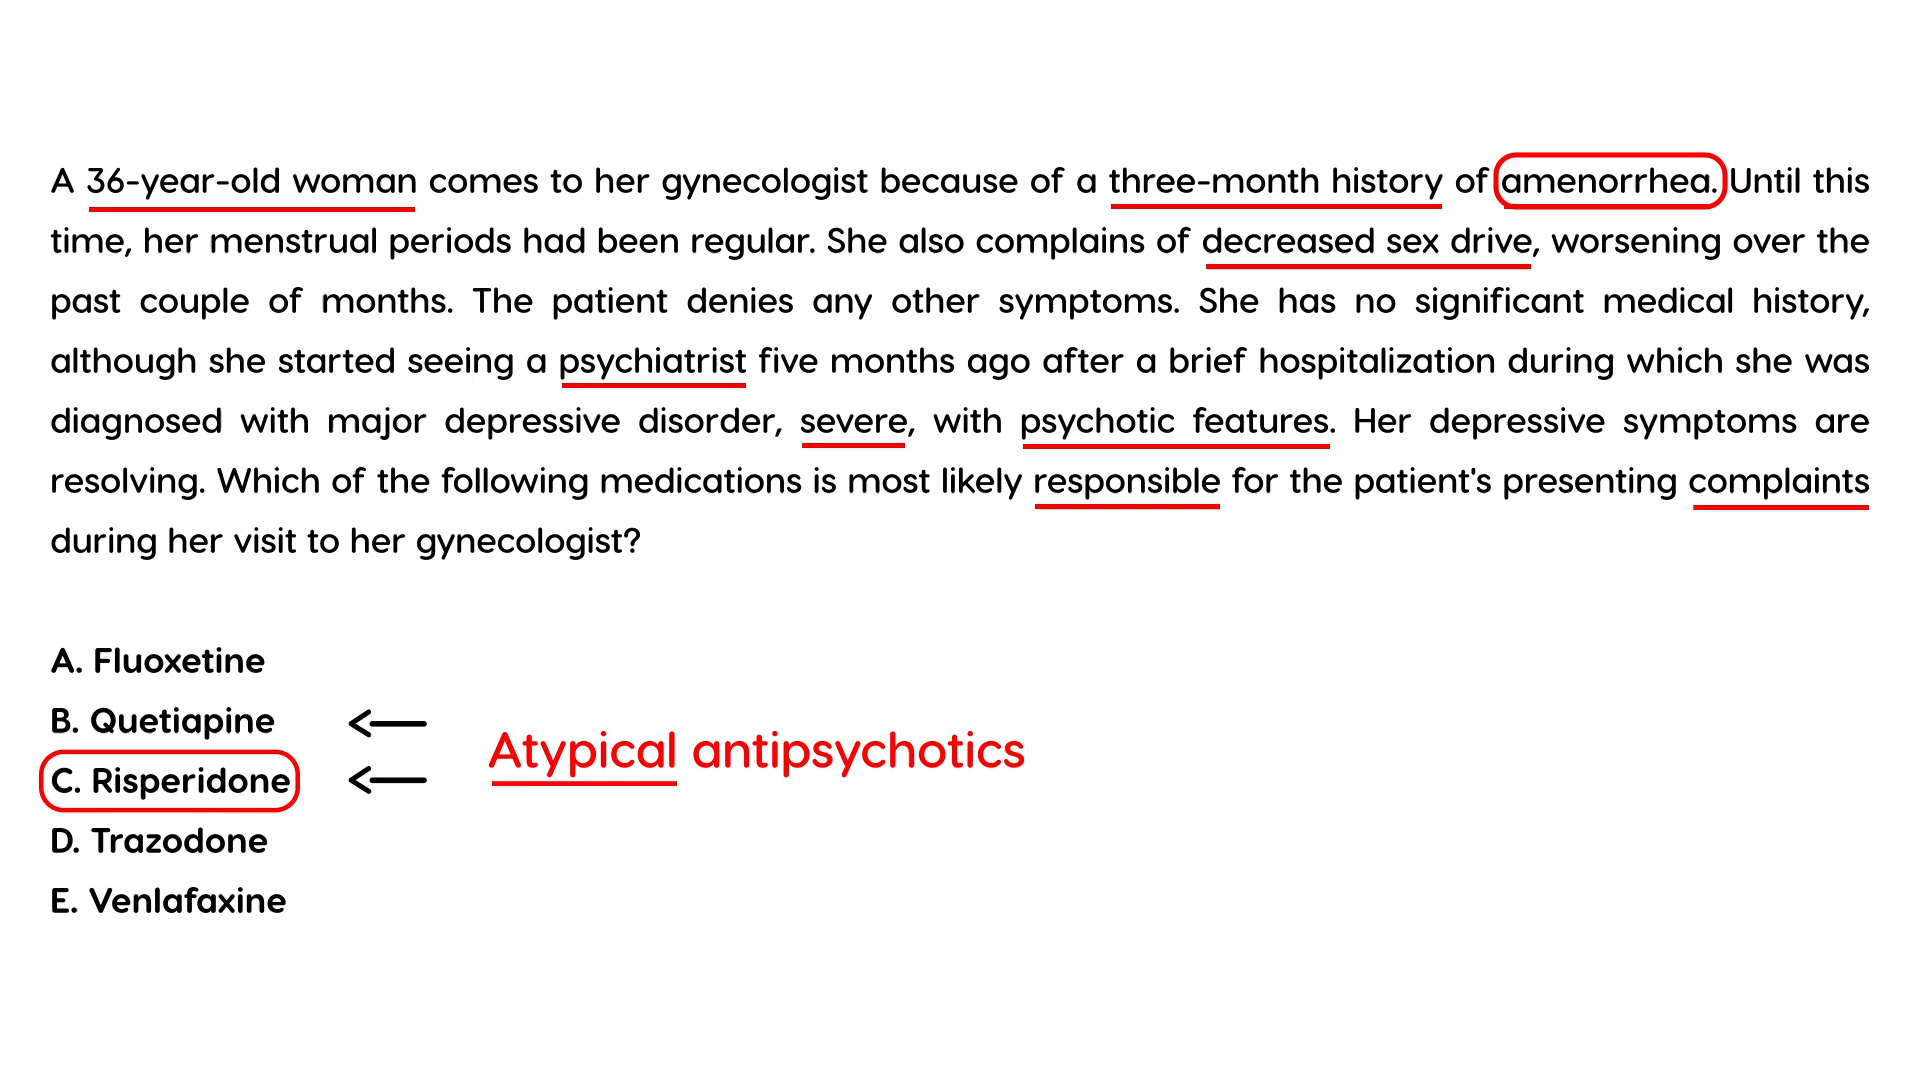 A 36-year-old woman comes to her gynecologist because of a three-month history of amenorrhea. Until this
time, her menstrual periods had been regular. She also complains of decreased sex drive, worsening over the
past couple of months. The patient denies any other symptoms. She has no significant medical history,
although she started seeing a psychiatrist five months ago after a brief hospitalization during which she was
diagnosed with major depressive disorder, severe, with psychotic features. Her depressive symptoms are
resolving. Which of the following medications is most likely responsible for the patient's presenting complaints
during her visit to her gynecologist?
A. Fluoxetine
B. Quetiapine
Atypical antipsychotics
C. Risperidone
D. Trazodone
E. Venlafaxine